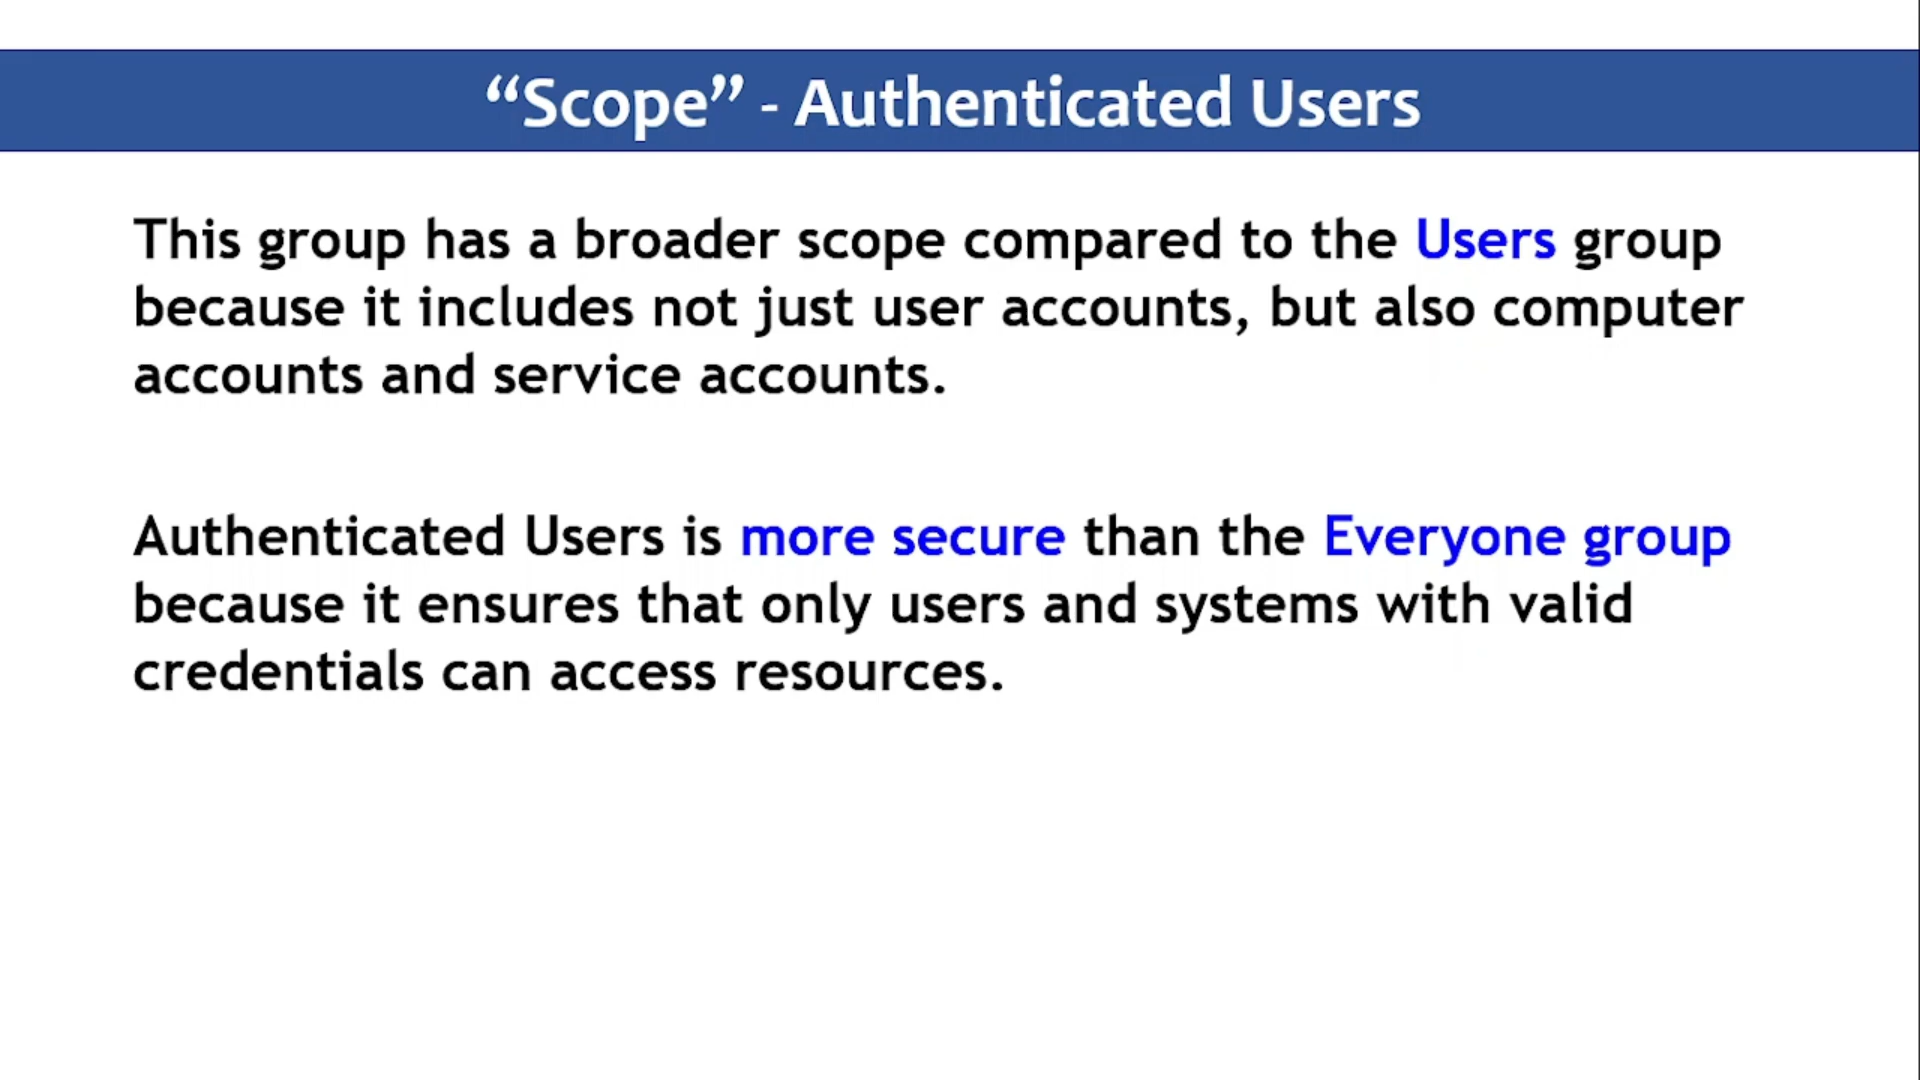 “Scope” - Authenticated Users
This group has a broader scope compared to the Users group
because it includes not just user accounts, but also computer
accounts and service accounts.
Authenticated Users is more secure than the Everyone group
because it ensures that only users and systems with valid
credentials can access resources.